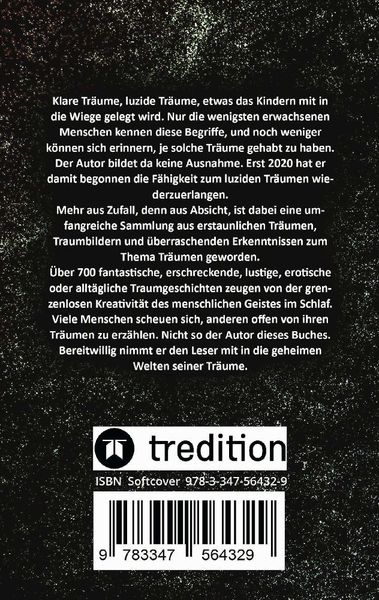 Klare Träume, luzide Träume, etwas das Kindern mit in
die Wiege gelegt wird. Nur die wenigsten erwachsenen
Menschen kennen diese Begriffe, und noch weniger
können sich erinnern, je solche Träume gehabt zu haben.
Der Autor bildet da keine Ausnahme. Erst 2020 hat er
damit begonnen die Fähigkeit zum luziden Träumen wie-
derzuerlangen.
Mehr aus Zufall, denn aus Absicht, ist dabei eine um-
fangreiche Sammlung aus erstaunlichen Träumen,
Traumbildern und überraschenden Erkenntnissen zum
Thema Träumen geworden.
Über 700 fantastische, erschreckende, lustige, erotische
oder alltägliche Traumgeschichten zeugen von der gren-
zenlosen Kreativität des menschlichen Geistes im Schlaf.
Viele Menschen scheuen sich, anderen offen von ihren
Träumen zu erzählen. Nicht so der Autor dieses Buches.
Bereitwillig nimmt er den Leser mit in die geheimen
Welten seiner Träume.
tredition
ISBN Softcover 978-3-347-56432-9
9 783347 564329